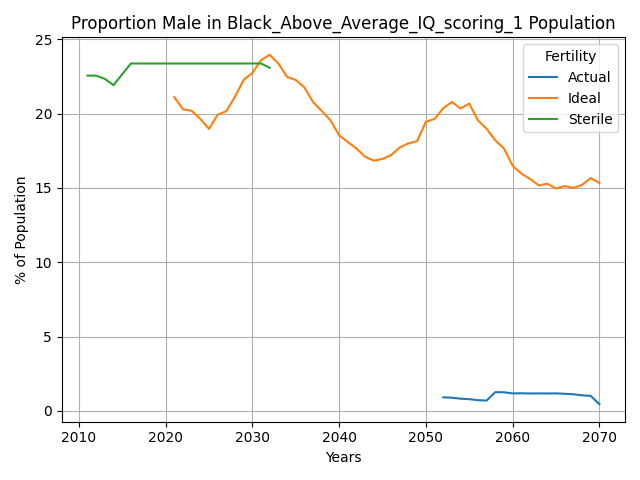 Proportion Male in Black_Above_Average_IQ_scoring_1 Population
25
20
15
10
5
0
% of Population
2010 2020 2030 2040 2050 2060 2070
Years
Fertility
Actual
Ideal
Sterile